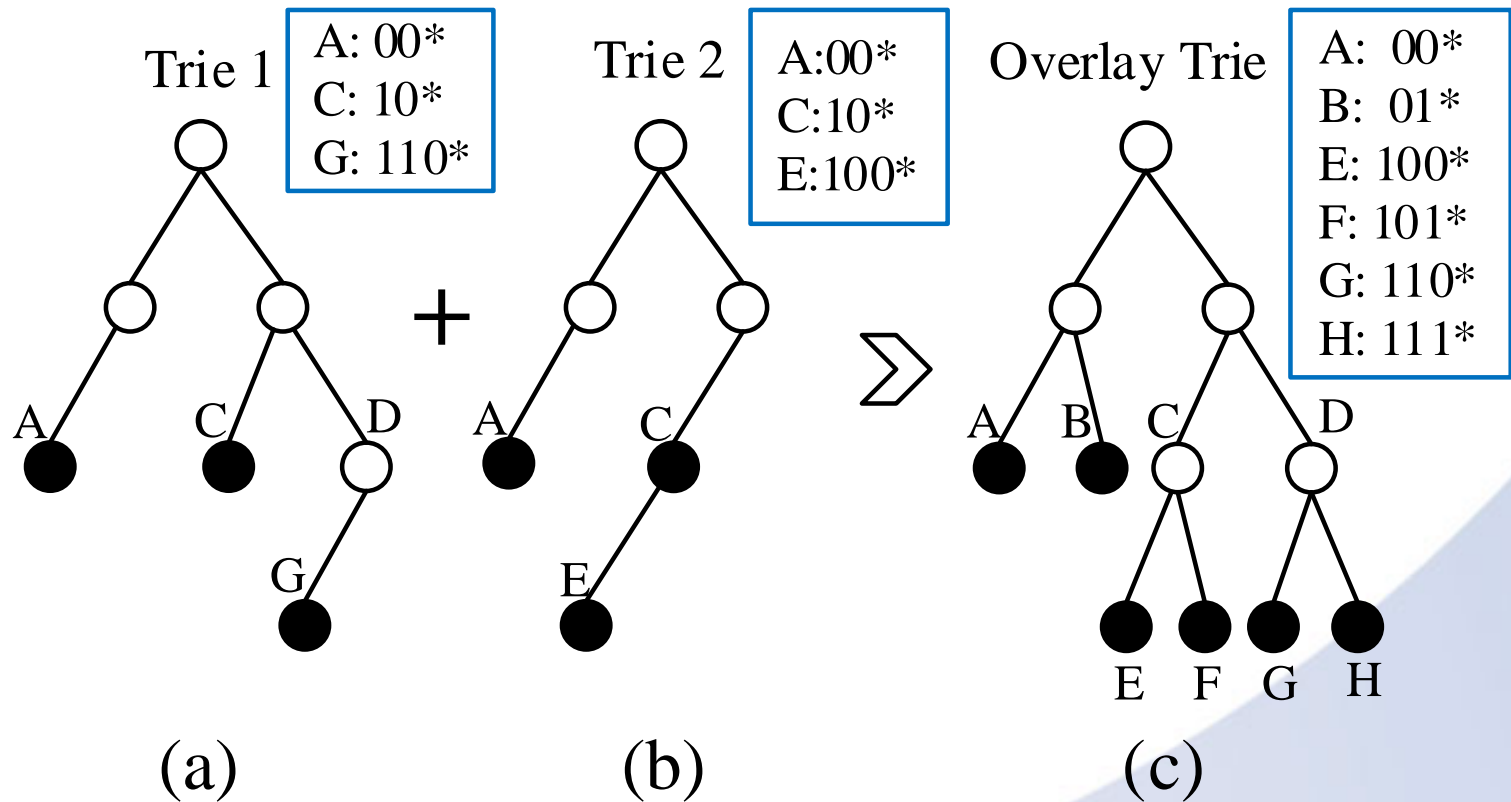 Trie 1
A: 00*
C: 10*
G: 110*
Trie 2
A:00*
C:10*
E:100*
Overlay Trie
A: 00*
B: 01*
E: 100*
F: 101*
G: 110*
H: 111*
+
A
C
D
G
A
C
E
A
B
C
D
E
F
G
H
(a)
(b)
(c)